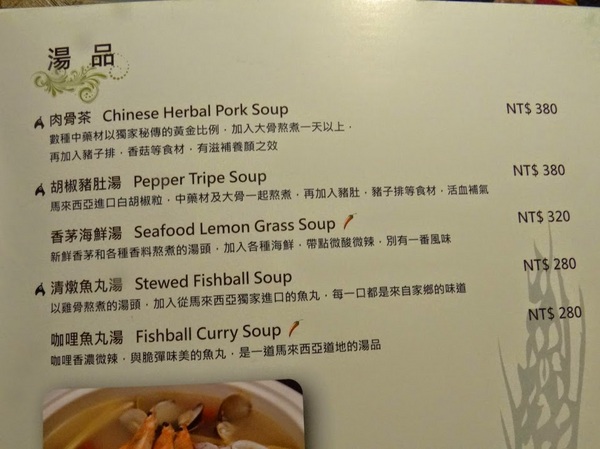 湯品
肉骨茶 Chinese Herbal Pork Soup NT$ 380
數種中藥材以獨家秘傳的黃金比例，加入大骨熬煮一天以上，
再加入豬子排，香菇等食材，有滋補養顏之效
胡椒豬肚湯 Pepper Tripe Soup NT$ 380
馬來西亞進口白胡椒粒，中藥材及大骨一起熬煮，再加入豬肚，豬子排等食材，活血補氣
香茅海鮮湯 Seafood Lemon Grass Soup NT$ 320
新鮮香茅和各種香料熬煮的湯頭，加入各種海鮮，帶點微酸微辣，別有一番風味
清燉魚丸湯 Stewed Fishball Soup NT$ 280
以雞骨熬煮的湯頭，加入從馬來西亞獨家進口的魚丸，每一口都是來自家鄉的味道
咖哩魚丸湯 Fishball Curry Soup NT$ 280
咖哩香濃微辣，與脆彈味美的魚丸，是一道馬來西亞道地的湯品